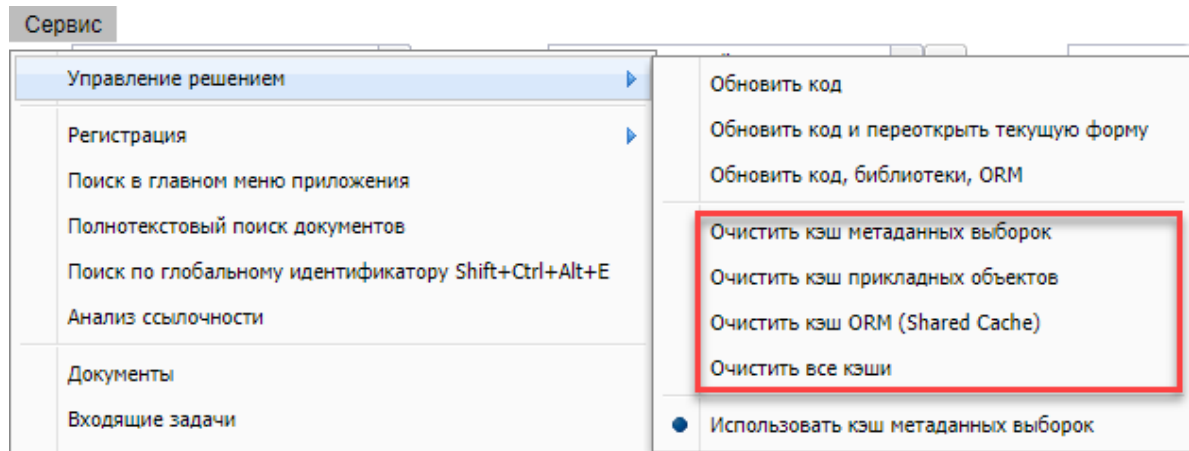 Сервис
Управление решением
Регистрация
Поиск в главном меню приложения
Полнотекстовый поиск документов
Поиск по глобальному идентификатору Shift+Ctrl+Alt+E
Анализ ссылочности
Документы
Входящие задачи
Обновить код
Обновить код и переоткрыть текущую форму
Обновить код, библиотеки, ORM
Очистить кэш метаданных выборок
Очистить кэш прикладных объектов
Очистить кэш ORM (Shared Cache)
Очистить все кэши
Использовать кэш метаданных выборок